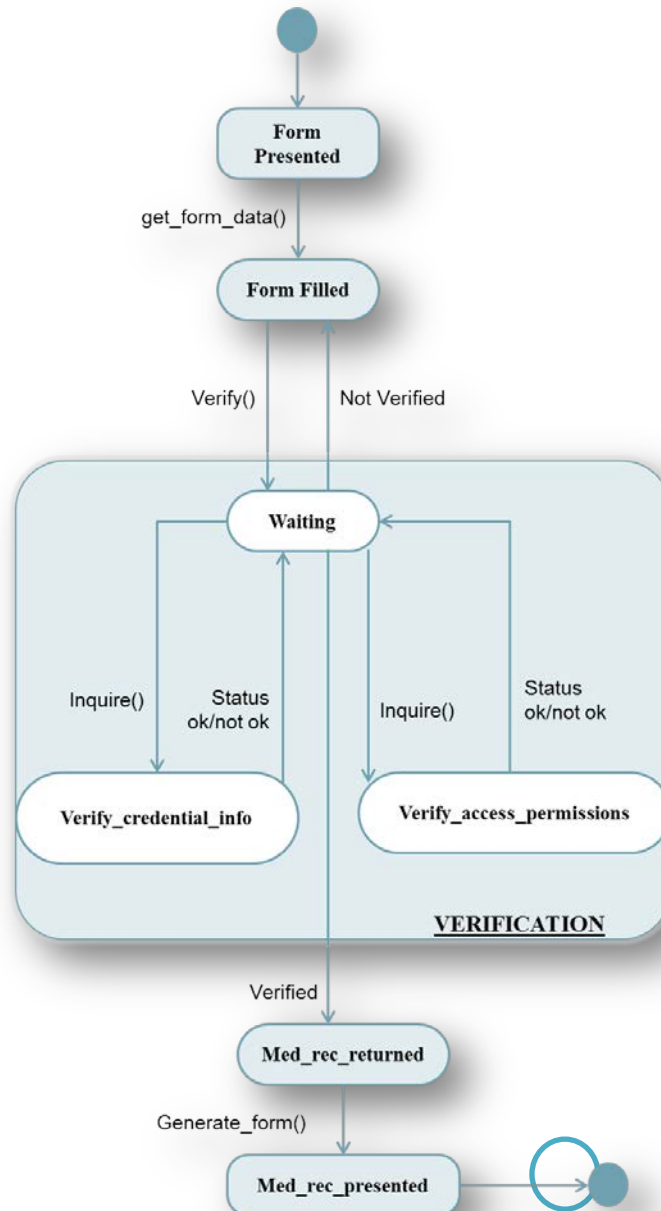 Form
Presented
get_form_data()
Form Filled
Verify()
Not Verified
Waiting
Inquire()
Status
ok/not ok
Inquire()
Status
ok/not ok
Verify_credential_info
Verify_access_permissions
VERIFICATION
Verified
Med_rec_returned
Generate_form()
Med_rec_presented